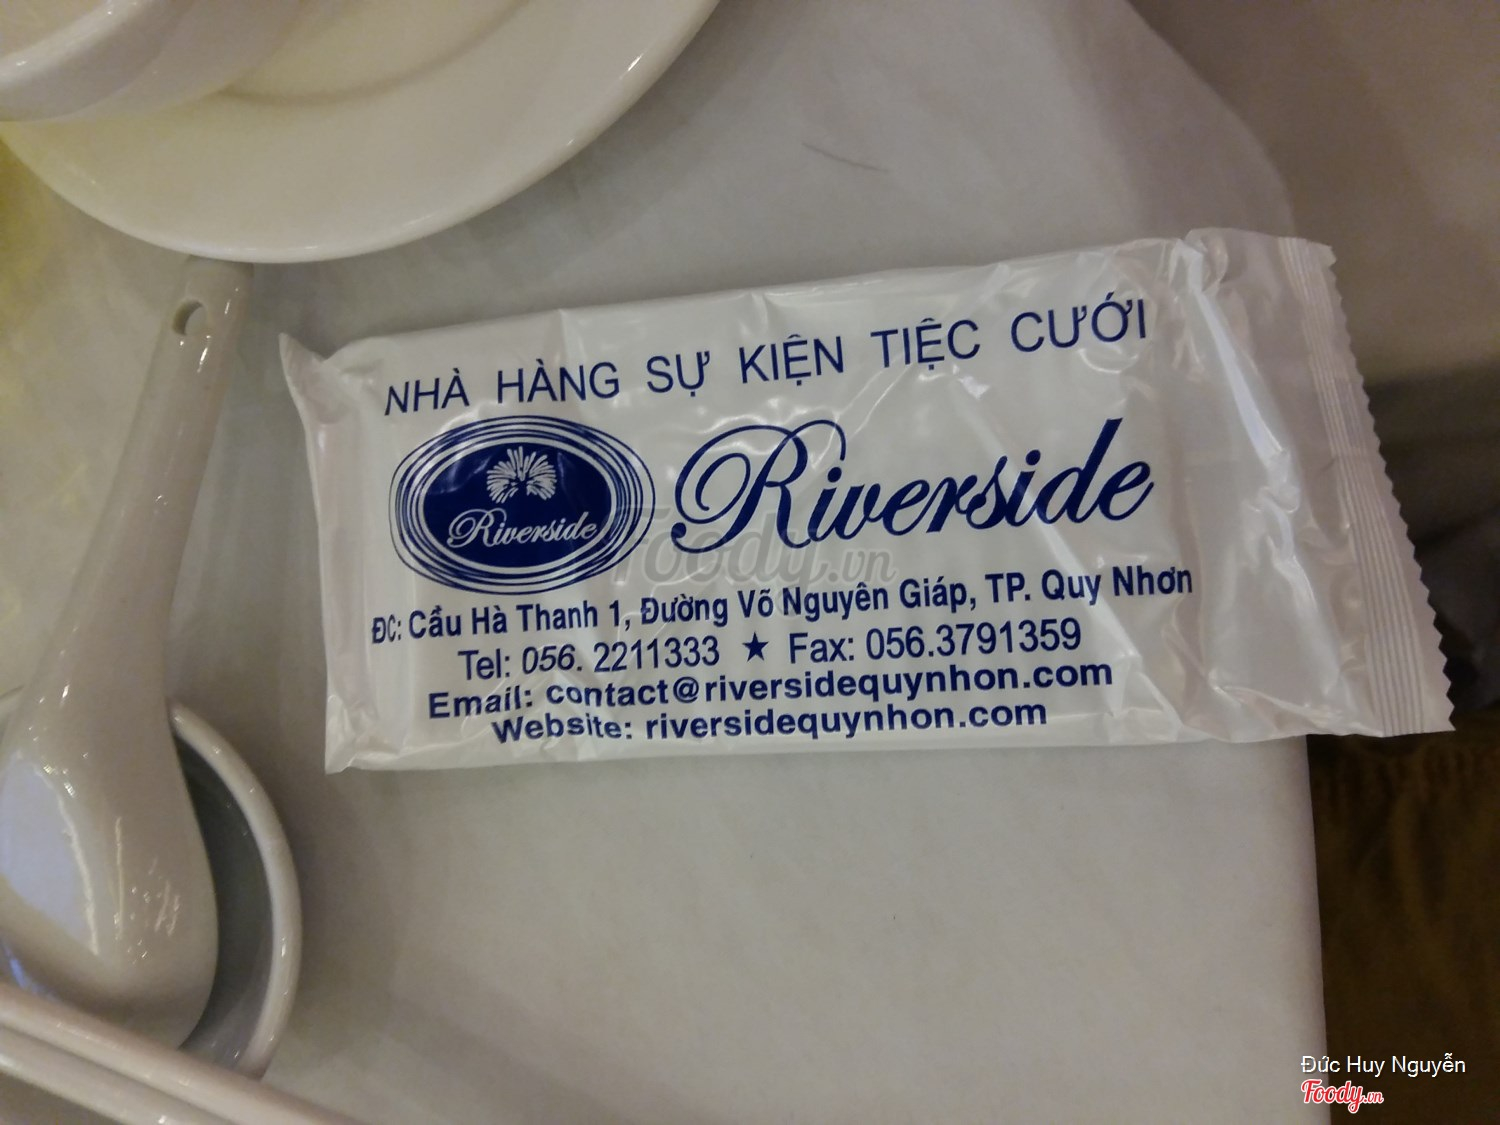 NHÀ HÀNG SỰ KIỆN TIỆC CƯỚI
Riverside
Riverside
ĐC: Cầu Hà Thanh 1, Đường Võ Nguyên Giáp, TP. Quy Nhơn
Tel: 056. 2211333 ★ Fax: 056.3791359
Email: contact@riversidequynhon.com
Website: riversidequynhon.com
Foody.vn
Đức Huy Nguyễn
Foody.vn